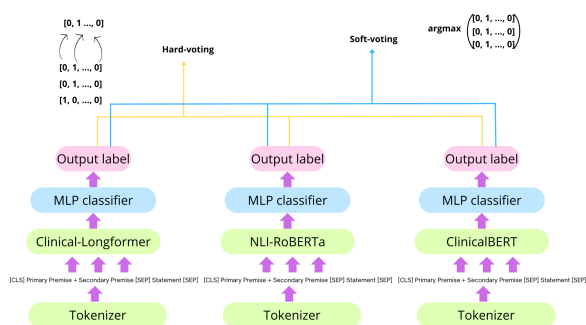 [0, 1 ..., 0]
Hard-voting
Soft-voting
argmax
[0, 1, ..., 0]
[0, 1, ..., 0]
[0, 1, ..., 0]
[0, 1, ..., 0]
[0, 1, ..., 0]
[1, 0, ..., 0]
Output label
Output label
Output label
MLP classifier
MLP classifier
MLP classifier
Clinical-Longformer
NLI-RoBERTa
ClinicalBERT
[CLS] Primary Premise + Secondary Premise [SEP] Statement [SEP]
[CLS] Primary Premise + Secondary Premise [SEP] Statement [SEP]
[CLS] Primary Premise + Secondary Premise [SEP] Statement [SEP]
Tokenizer
Tokenizer
Tokenizer